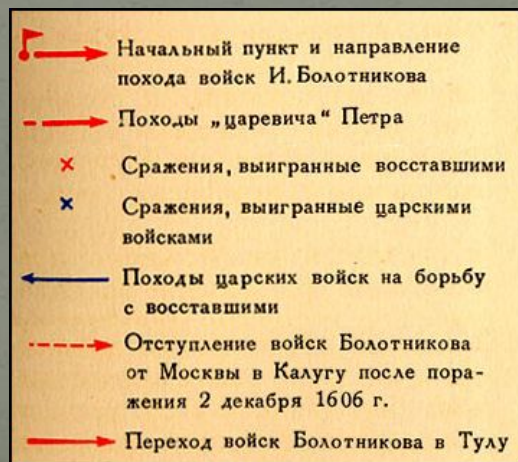 Начальный пункт и направление
похода войск И. Болотникова
Походы „царевича“ Петра
Сражения, выигранные восставшими
Сражения, выигранные царскими
войсками
Походы царских войск на борьбу
с восставшими
Отступление войск Болотникова
от Москвы в Калугу после пора-
жения 2 декабря 1606 г.
Переход войск Болотникова в Тулу